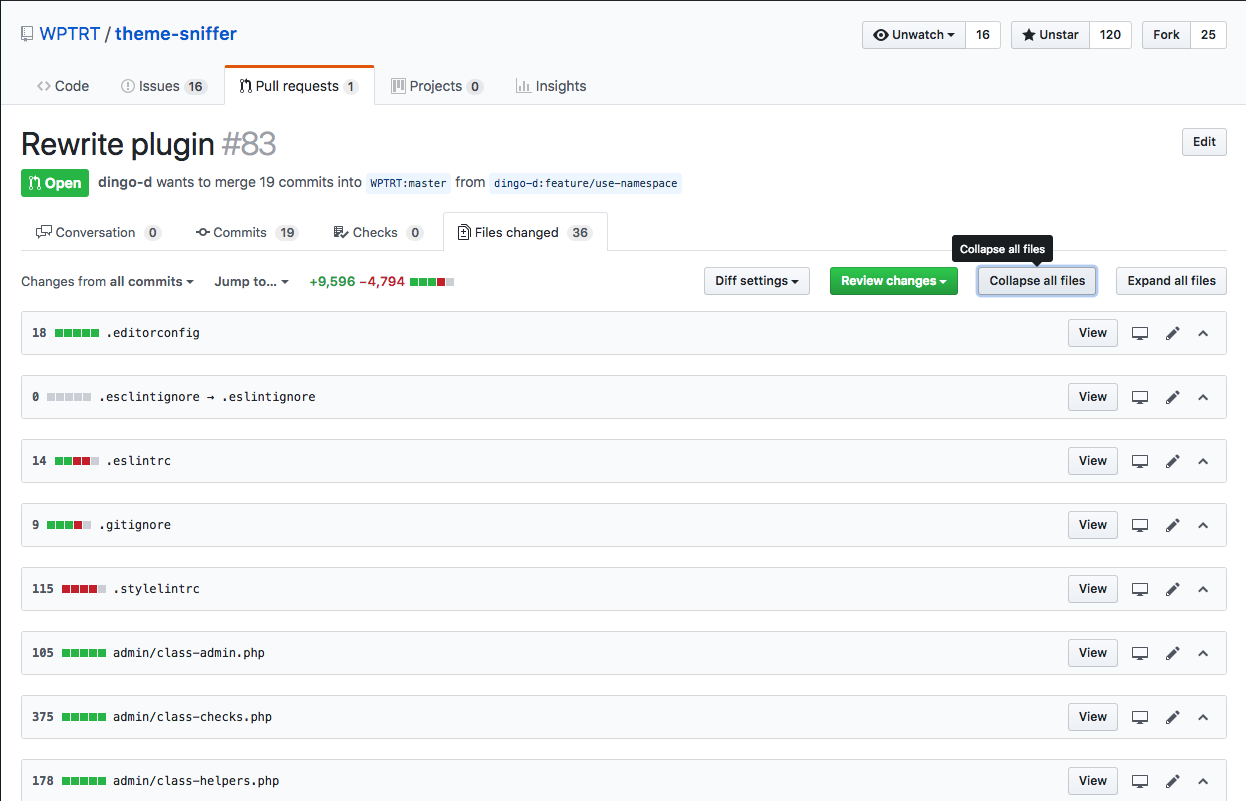 WPTRT / theme-sniffer
Unwatch 16 Unstar 120 Fork 25
Code Issues 16 Pull requests 1 Projects 0 Insights
Rewrite plugin #83 Edit
Open dingo-d wants to merge 19 commits into WPTRT:master from dingo-d:feature/use-namespace
Conversation 0 Commits 19 Checks 0 Files changed 36
Collapse all files
Changes from all commits Jump to... +9,596 −4,794 Diff settings Review changes Collapse all files Expand all files
18 .editorconfig View
0 .esclintignore → .eslintignore View
14 .eslintrc View
9 .gitignore View
115 .stylelintrc View
105 admin/class-admin.php View
375 admin/class-checks.php View
178 admin/class-helpers.php View